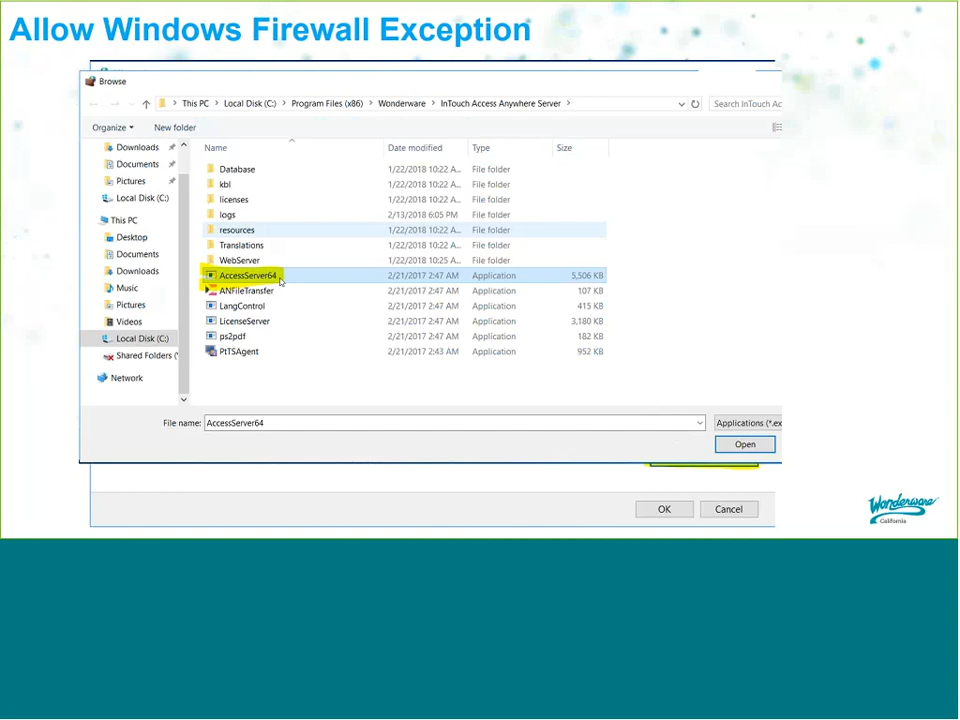 Allow Windows Firewall Exception
Browse
This PC > Local Disk (C:) > Program Files (x86) > Wonderware > InTouch Access Anywhere Server >
Search InTouch Ac
Organize New folder
Name Date modified Type Size
Downloads
Documents
Pictures
Local Disk (C:)
This PC
Desktop
Documents
Downloads
Music
Pictures
Videos
Local Disk (C:)
Shared Folders (\
Network
Database 1/22/2018 10:22 A... File folder
kbl 1/22/2018 10:22 A... File folder
licenses 1/22/2018 10:22 A... File folder
logs 2/13/2018 6:05 PM File folder
resources 1/22/2018 10:22 A... File folder
Translations 1/22/2018 10:22 A... File folder
WebServer 1/22/2018 10:25 A... File folder
AccessServer64 2/21/2017 2:47 AM Application 5,506 KB
ANFileTransfer 2/21/2017 2:47 AM Application 107 KB
LangControl 2/21/2017 2:47 AM Application 415 KB
LicenseServer 2/21/2017 2:47 AM Application 3,180 KB
ps2pdf 2/21/2017 2:47 AM Application 182 KB
PtTSAgent 2/21/2017 2:43 AM Application 952 KB
File name: AccessServer64 Applications (*.ex
Open
OK Cancel
Wonderware
California